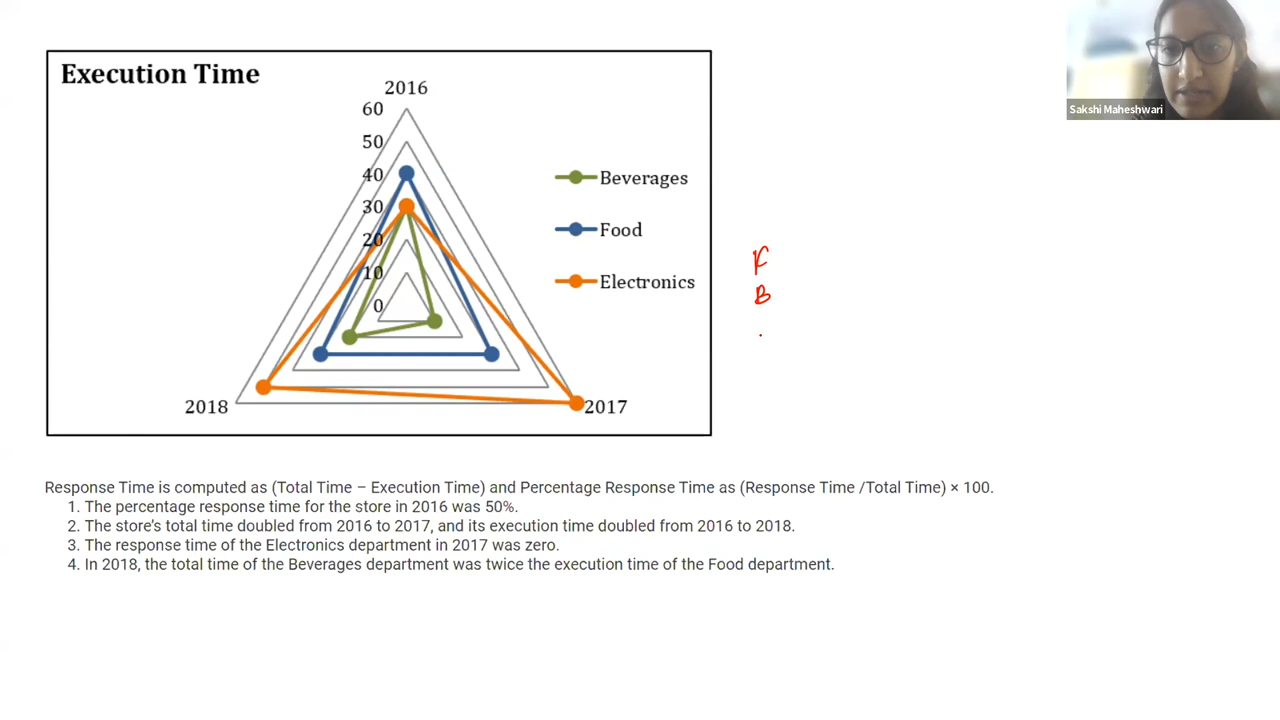 Execution Time
2016
60
50
40
30
20
10
0
Beverages
Food
Electronics
2018
2017
F
B
Sakshi Maheshwari
Response Time is computed as (Total Time – Execution Time) and Percentage Response Time as (Response Time /Total Time) × 100.
1. The percentage response time for the store in 2016 was 50%.
2. The store's total time doubled from 2016 to 2017, and its execution time doubled from 2016 to 2018.
3. The response time of the Electronics department in 2017 was zero.
4. In 2018, the total time of the Beverages department was twice the execution time of the Food department.